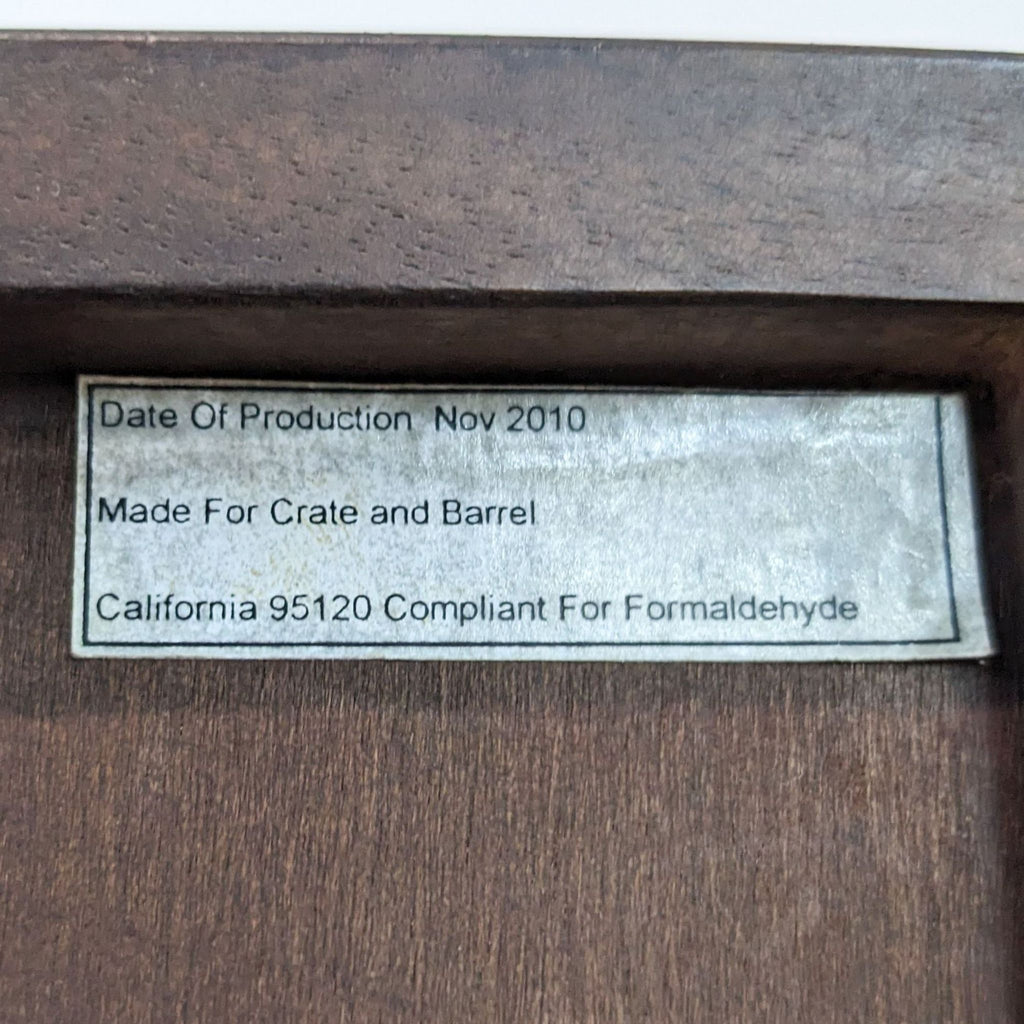 Date Of Production Nov 2010
Made For Crate and Barrel
California 95120 Compliant For Formaldehyde